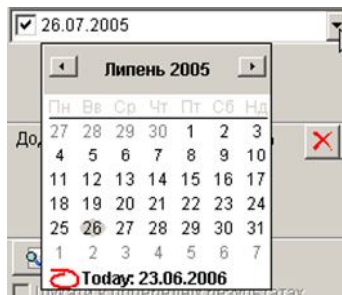 26.07.2005
Липень 2005
Пн Вв Ср Чт Пт Сб Нд
27 28 29 30 1 2 3
4 5 6 7 8 9 10
11 12 13 14 15 16 17
18 19 20 21 22 23 24
25 26 27 28 29 30 31
1 2 3 4 5 6 7
Today: 23.06.2006